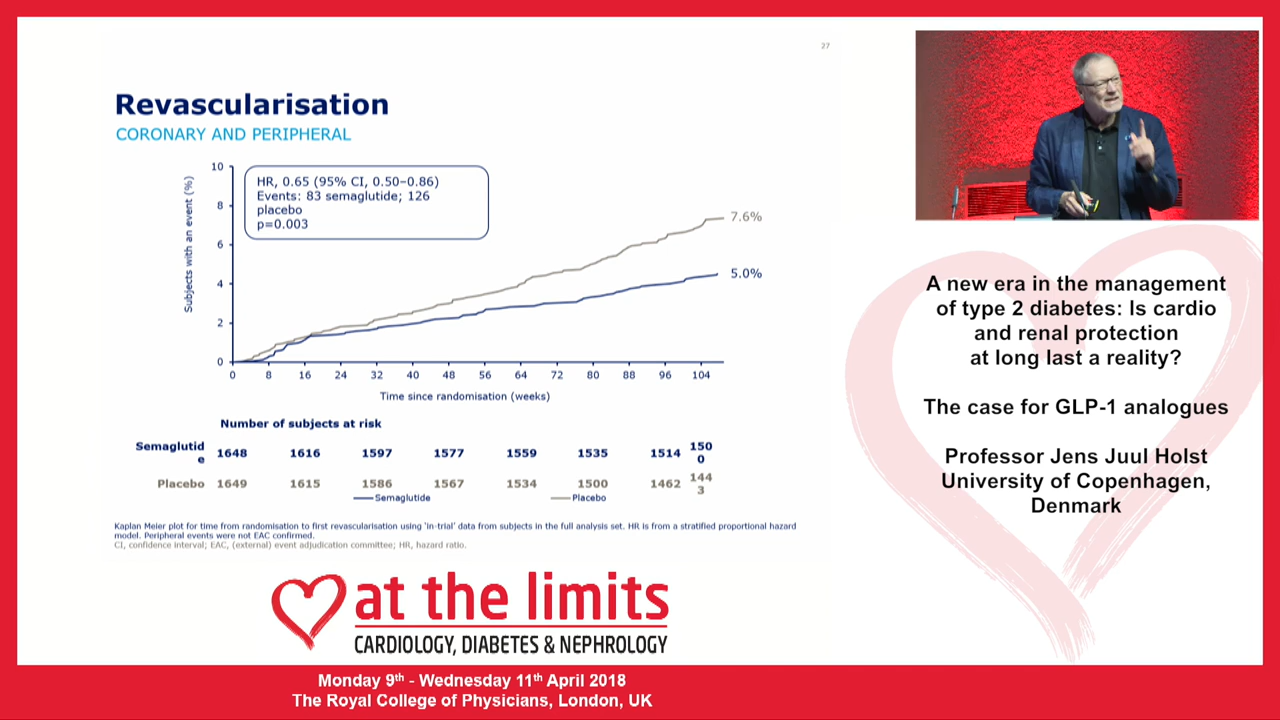 27
Revascularisation
CORONARY AND PERIPHERAL
Subjects with an event (%)
10
8
6
4
2
0
HR, 0.65 (95% CI, 0.50–0.86)
Events: 83 semaglutide; 126
placebo
p=0.003
7.6%
5.0%
0 8 16 24 32 40 48 56 64 72 80 88 96 104
Time since randomisation (weeks)
Number of subjects at risk
Semaglutid
e
1648 1616 1597 1577 1559 1535 1514 150
0
Placebo 1649 1615 1586 1567 1534 1500 1462 144
3
Semaglutide Placebo
Kaplan Meier plot for time from randomisation to first revascularisation using 'in-trial' data from subjects in the full analysis set. HR is from a stratified proportional hazard
model. Peripheral events were not EAC confirmed.
CI, confidence interval; EAC, (external) event adjudication committee; HR, hazard ratio.
at the limits
CARDIOLOGY, DIABETES & NEPHROLOGY
A new era in the management
of type 2 diabetes: Is cardio
and renal protection
at long last a reality?
The case for GLP-1 analogues
Professor Jens Juul Holst
University of Copenhagen,
Denmark
Monday 9th - Wednesday 11th April 2018
The Royal College of Physicians, London, UK